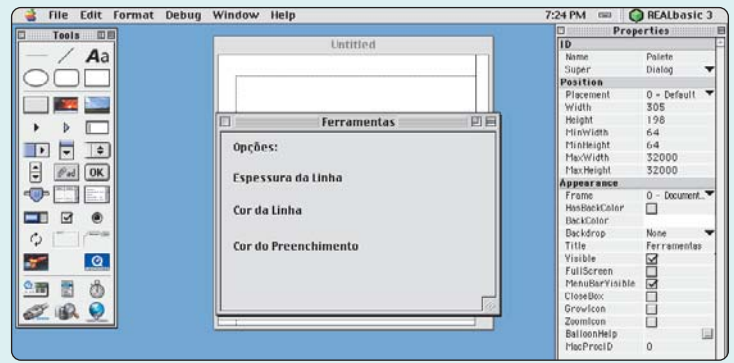 File Edit Format Debug Window Help
7:24 PM
REALbasic 3
Tools
Aa
OK
Untitled
Ferramentas
Opções:
Espessura da Linha
Cor da Linha
Cor do Preenchimento
Properties
ID
Name Palete
Super Dialog
Position
Placement 0 - Default
Width 305
Height 198
MinWidth 64
MinHeight 64
MaxWidth 32000
MaxHeight 32000
Appearance
Frame 0 - Document...
HasBackColor
BackColor
Backdrop None
Title Ferramentas
Visible
FullScreen
MenuBarVisible
CloseBox
GrowIcon
ZoomIcon
BalloonHelp
MacProcID 0